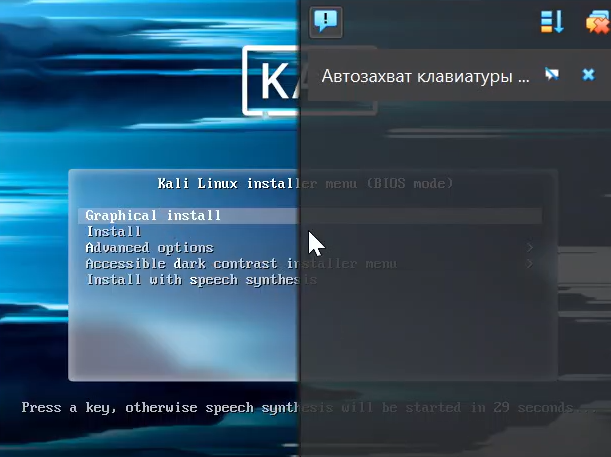 KA
Автозахват клавиатуры ...
Kali Linux installer menu (BIOS mode)
Graphical install
Install
Advanced options
Accessible dark contrast installer menu
Install with speech synthesis
Press a key, otherwise speech synthesis will be started in 29 seconds